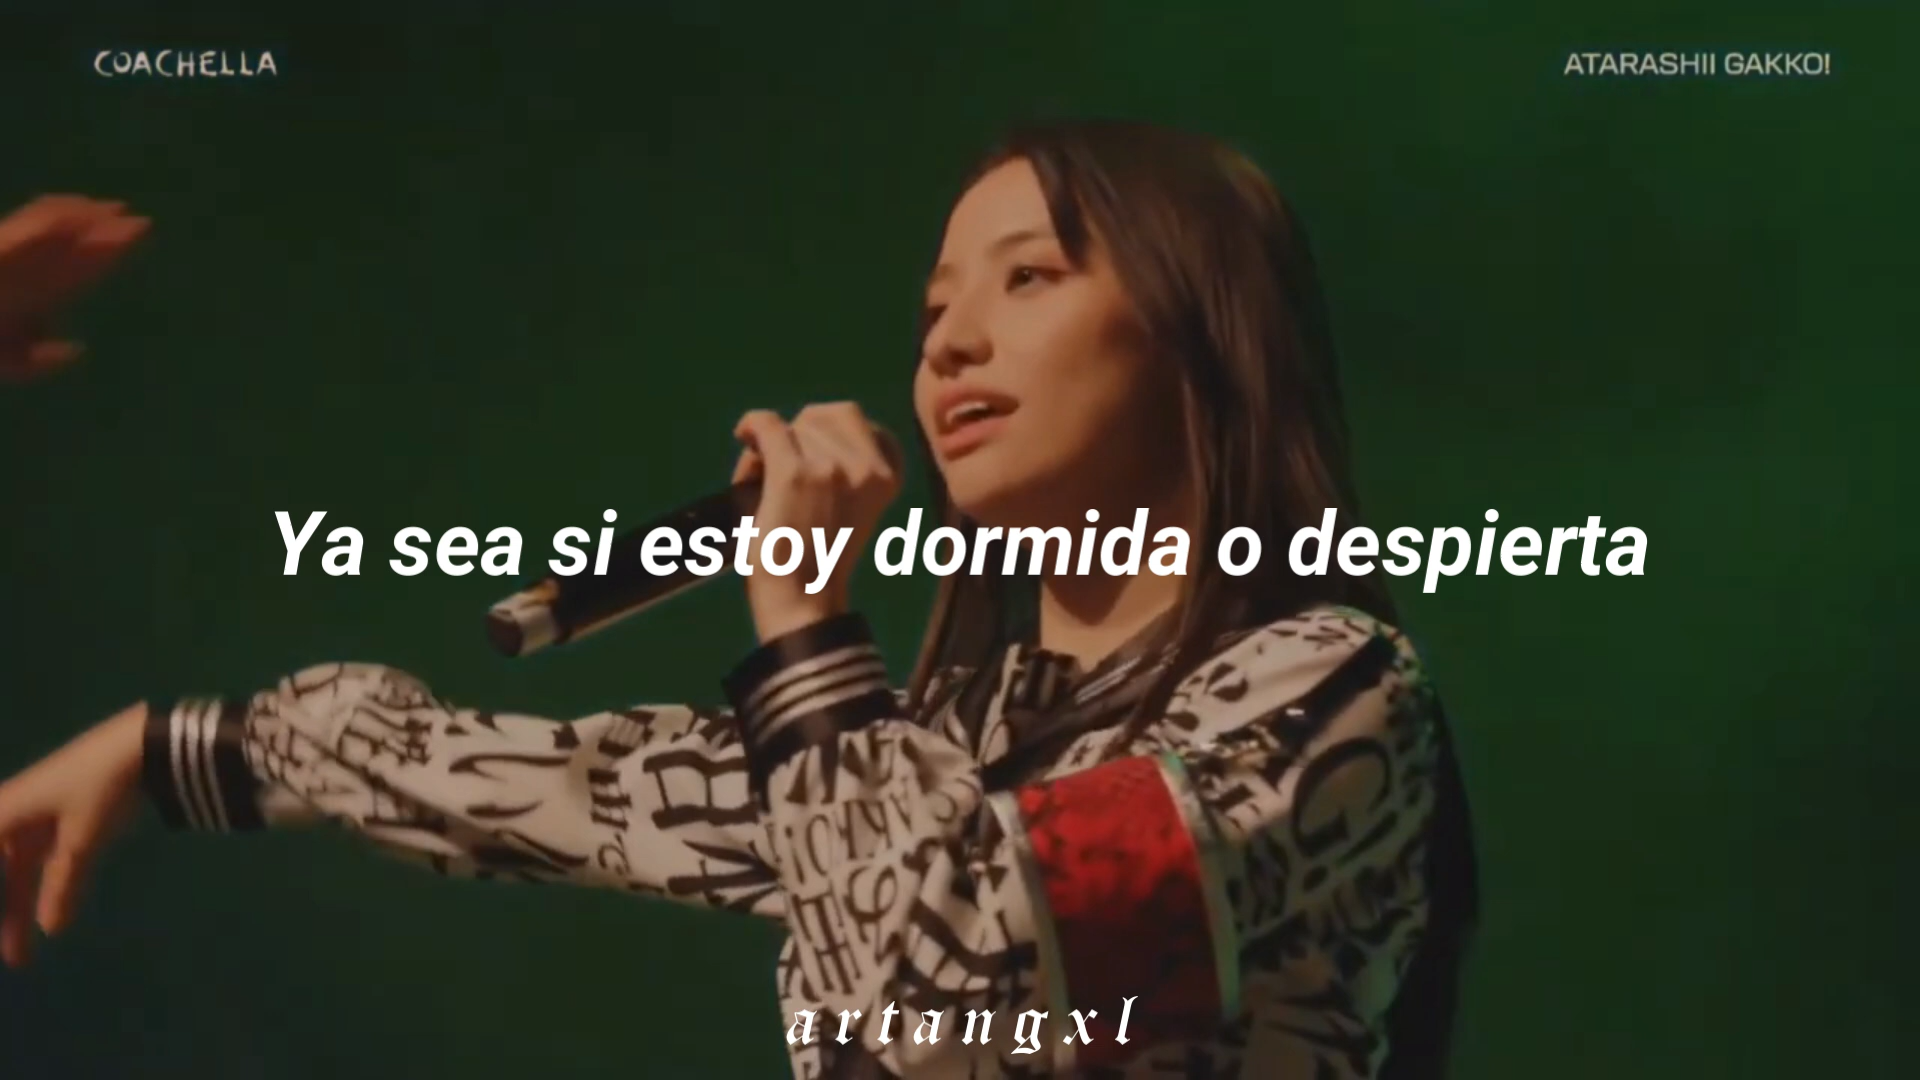 COACHELLA
ATARASHII GAKKO!
Ya sea si estoy dormida o despierta
artangxl